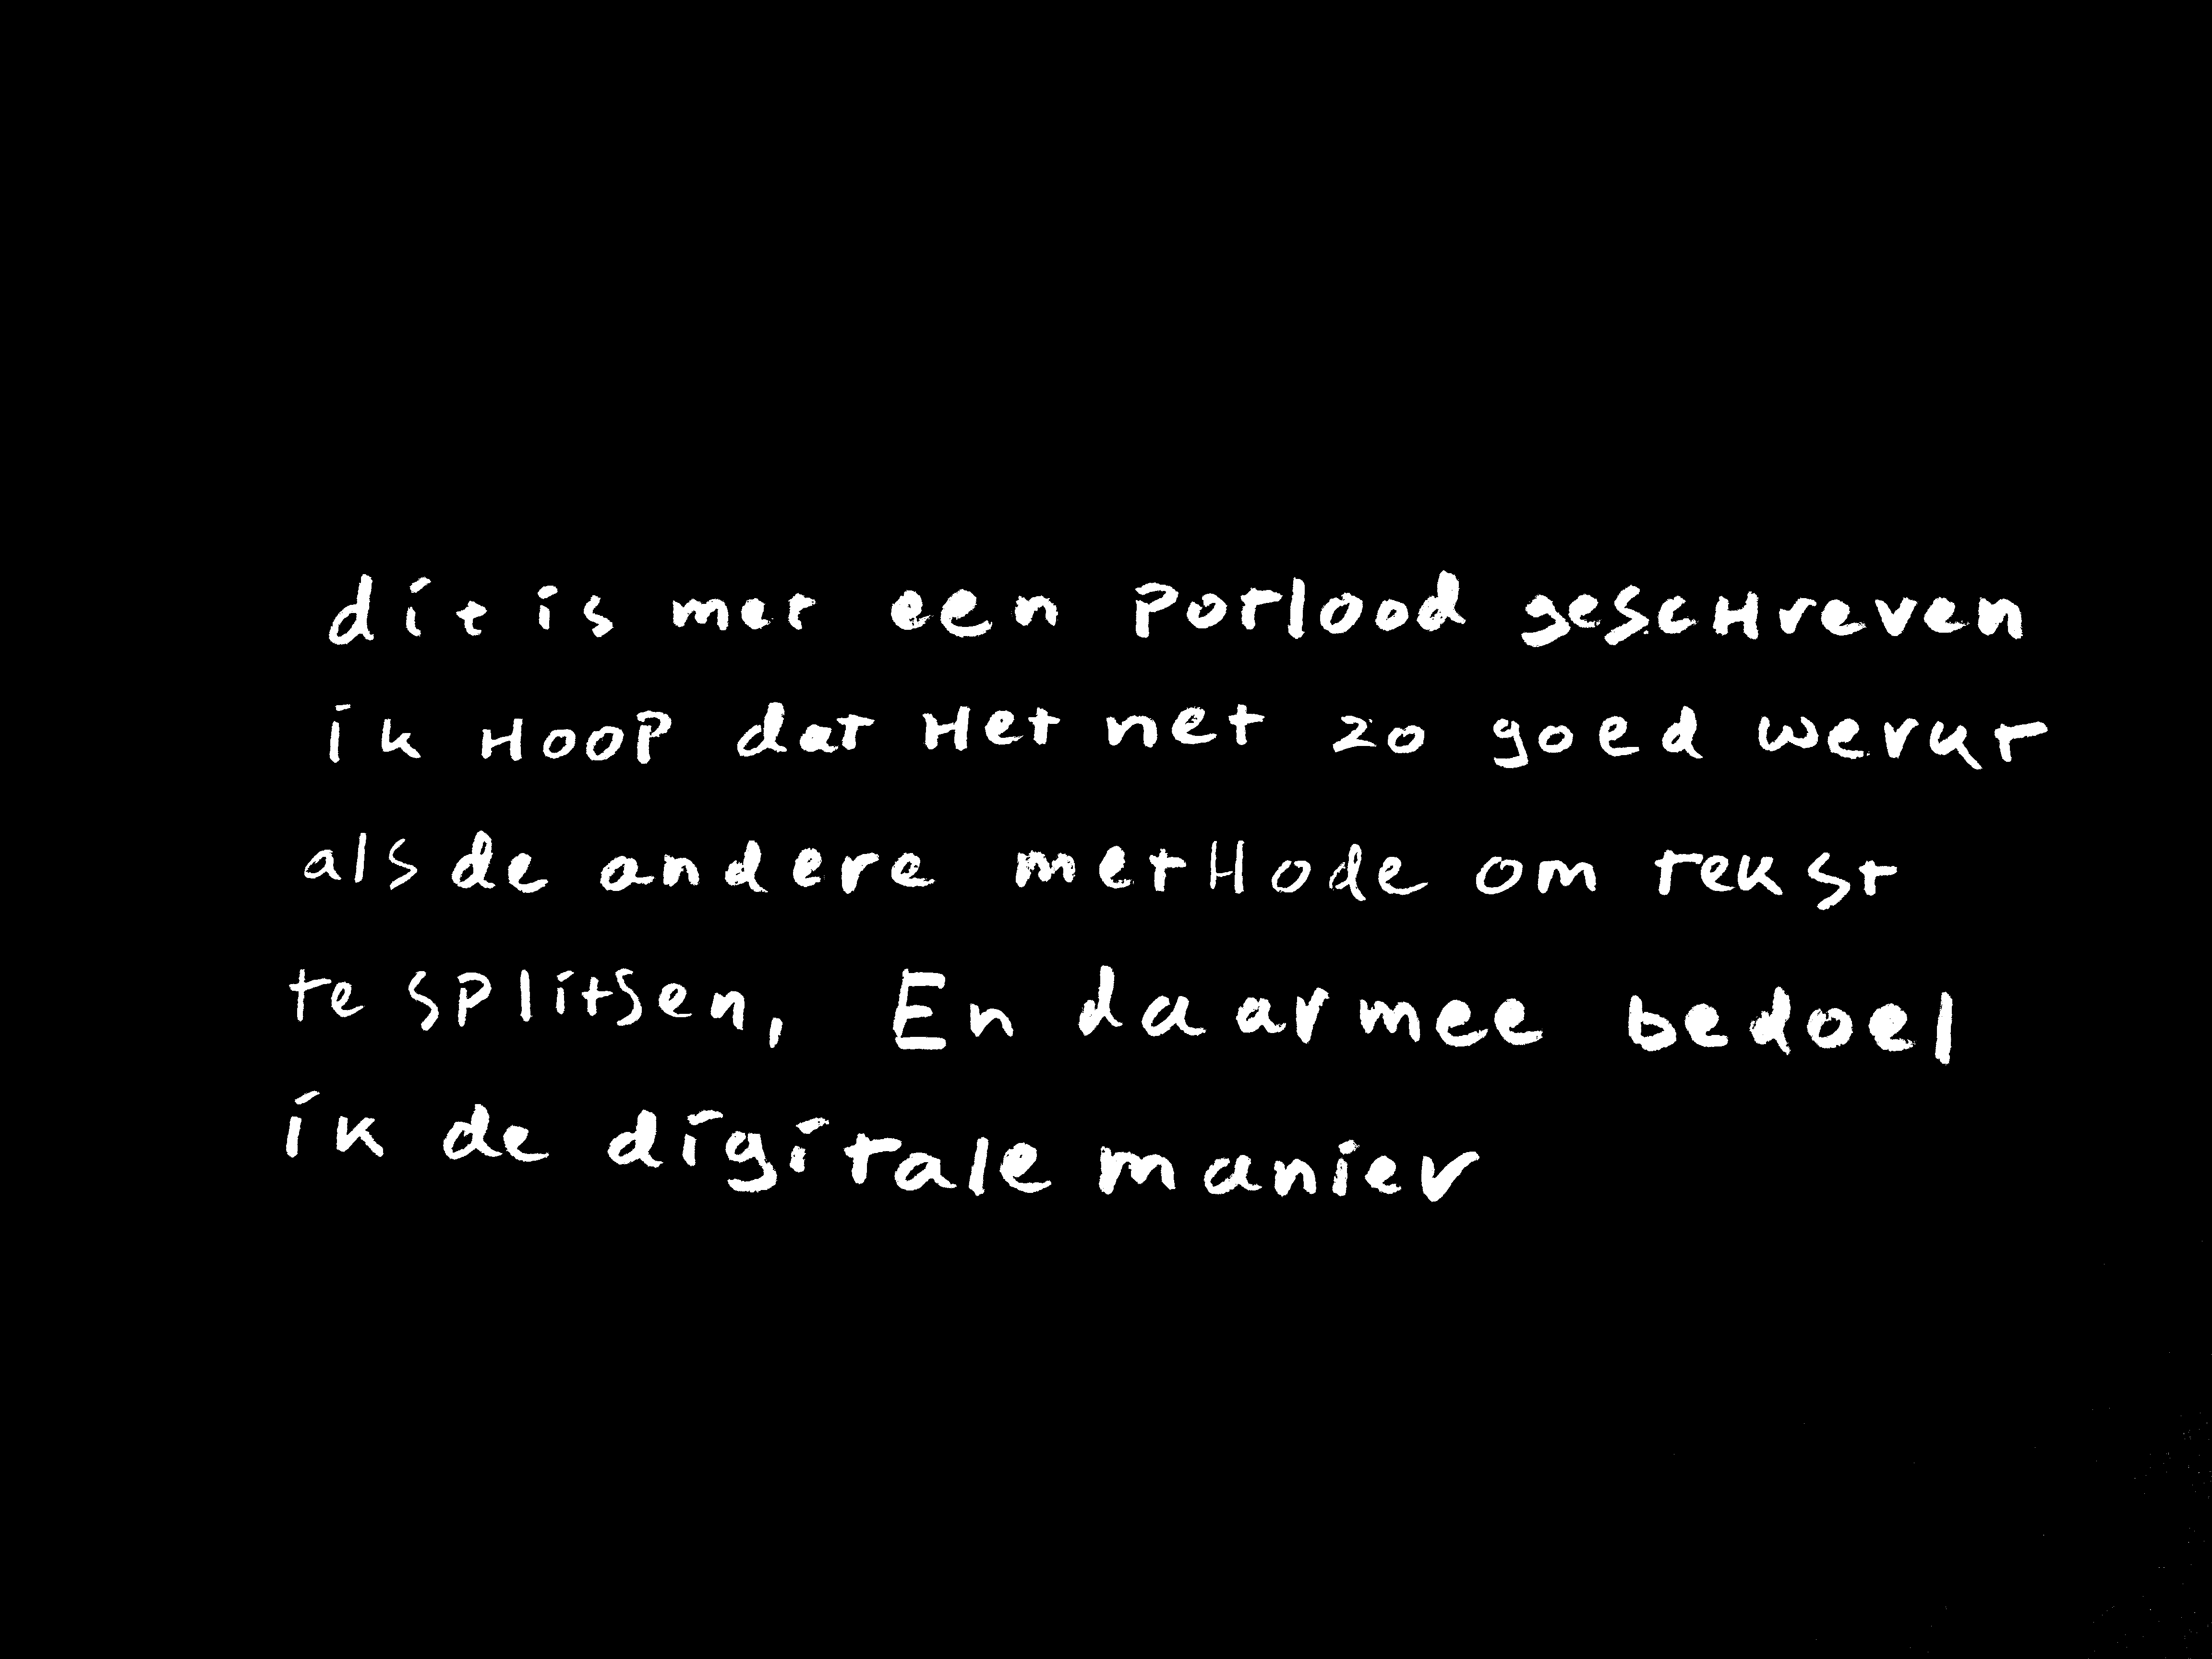 dit is met een potlood geschreven
ik Hoop dat Het net zo goed werkt
als de andere metHode om tekst
te splitsen, En daarmee bedoel
ik de digitale manier